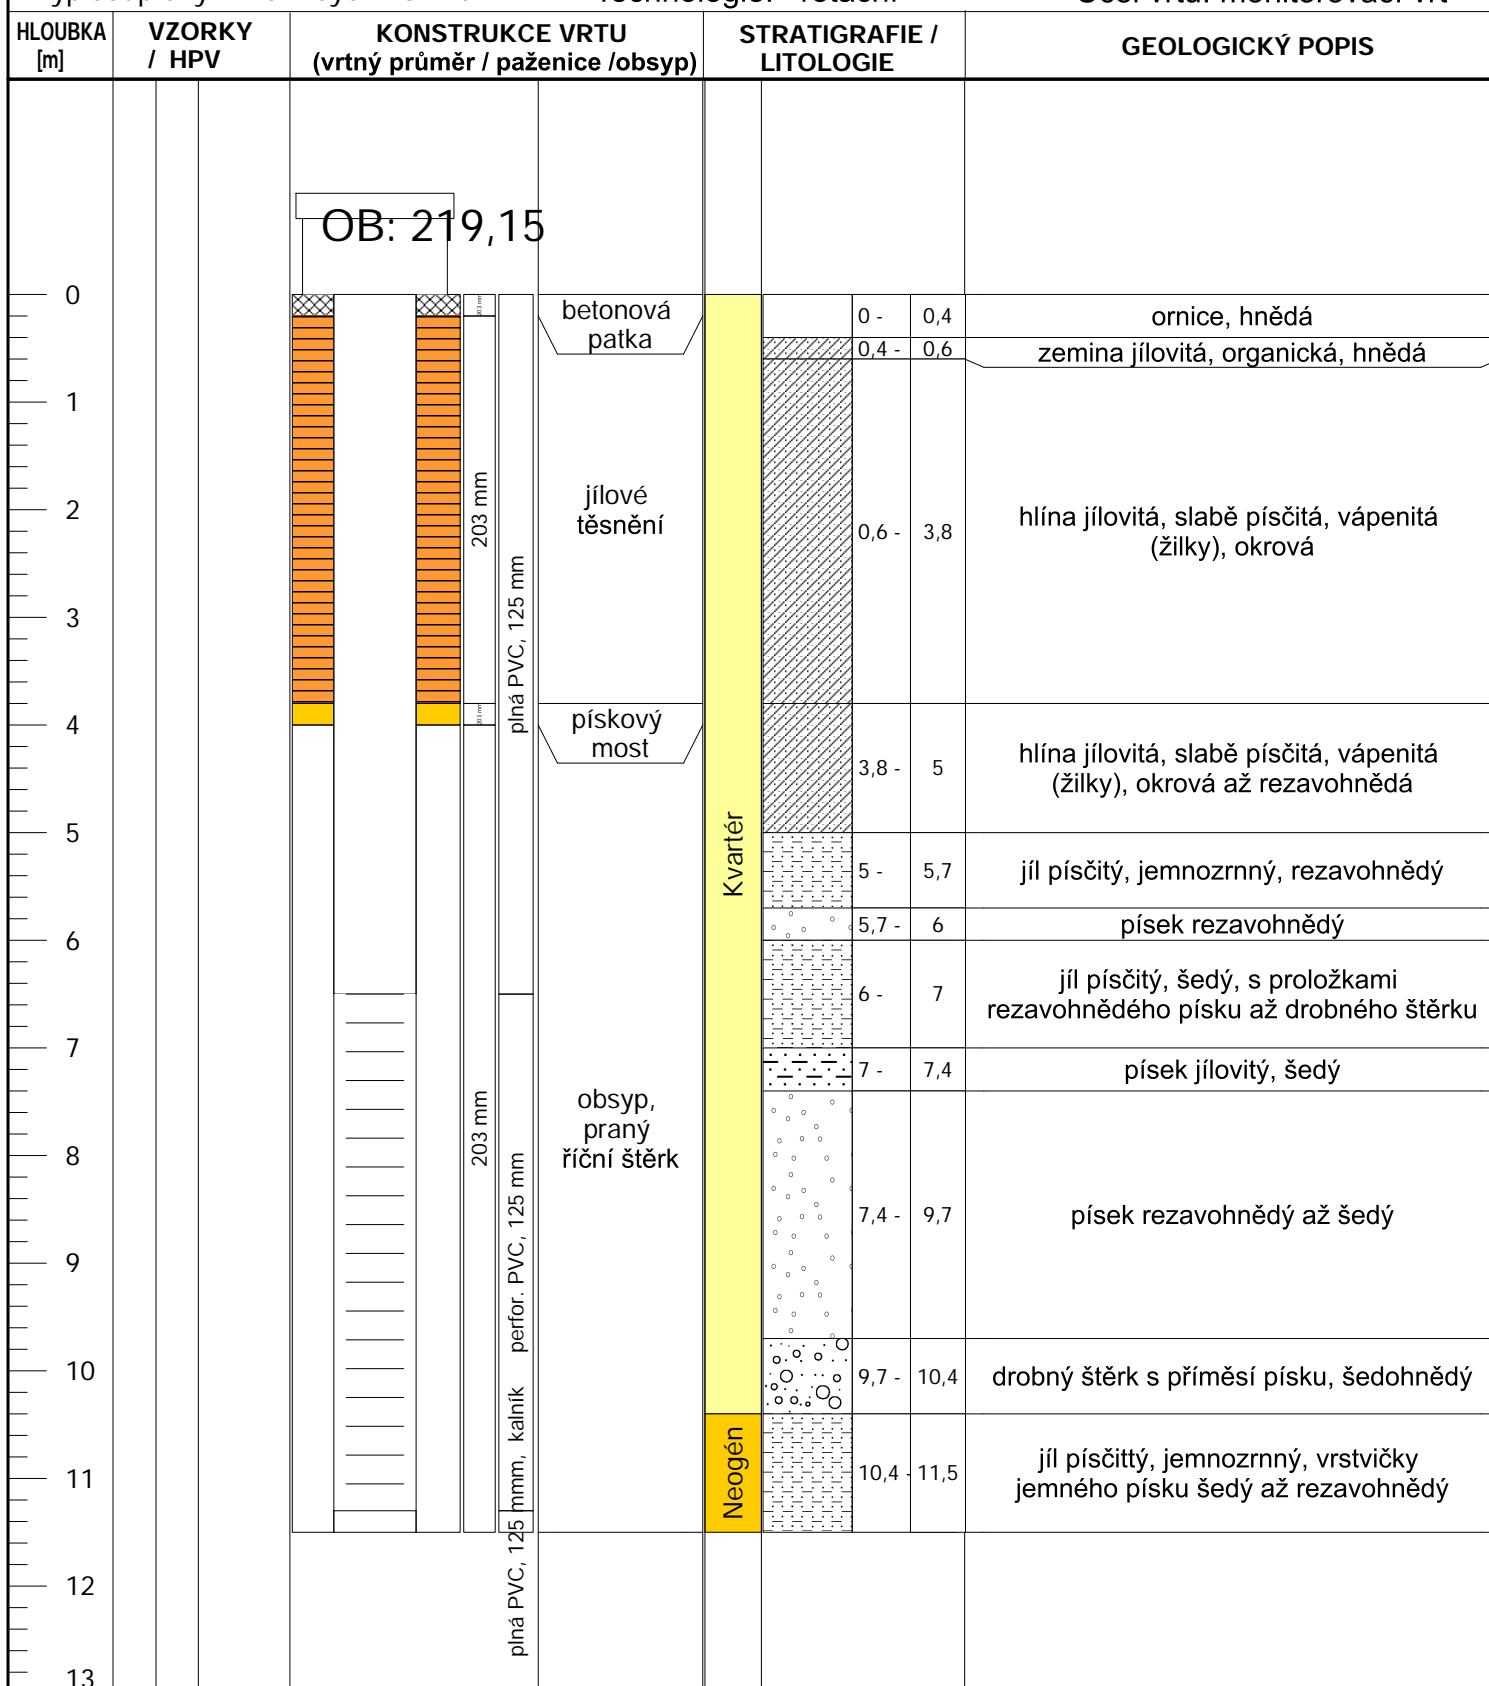 HLOUBKA
[m]
VZORKY
/ HPV
KONSTRUKCE VRTU
(vrtný průměr / paženice /obsyp)
STRATIGRAFIE /
LITOLOGIE
GEOLOGICKÝ POPIS
OB: 219,15
0
1
2
3
4
5
6
7
8
9
10
11
12
13
203 mm
203 mm
203 mm
203 mm
plná PVC, 125 mm
perfor. PVC, 125 mm
plná PVC, 125 mmm, kalník
betonová
patka
jílové
těsnění
pískový
most
obsyp,
praný
říční štěrk
Kvartér
Neogén
0 - 0,4 ornice, hnědá
0,4 - 0,6 zemina jílovitá, organická, hnědá
0,6 - 3,8 hlína jílovitá, slabě písčitá, vápenitá
(žilky), okrová
3,8 - 5 hlína jílovitá, slabě písčitá, vápenitá
(žilky), okrová až rezavohnědá
5 - 5,7 jíl písčitý, jemnozrnný, rezavohnědý
5,7 - 6 písek rezavohnědý
6 - 7 jíl písčitý, šedý, s proložkami
rezavohnědého písku až drobného štěrku
7 - 7,4 písek jílovitý, šedý
7,4 - 9,7 písek rezavohnědý až šedý
9,7 - 10,4 drobný štěrk s příměsí písku, šedohnědý
10,4 - 11,5 jíl písčittý, jemnozrnný, vrstvičky
jemného písku šedý až rezavohnědý